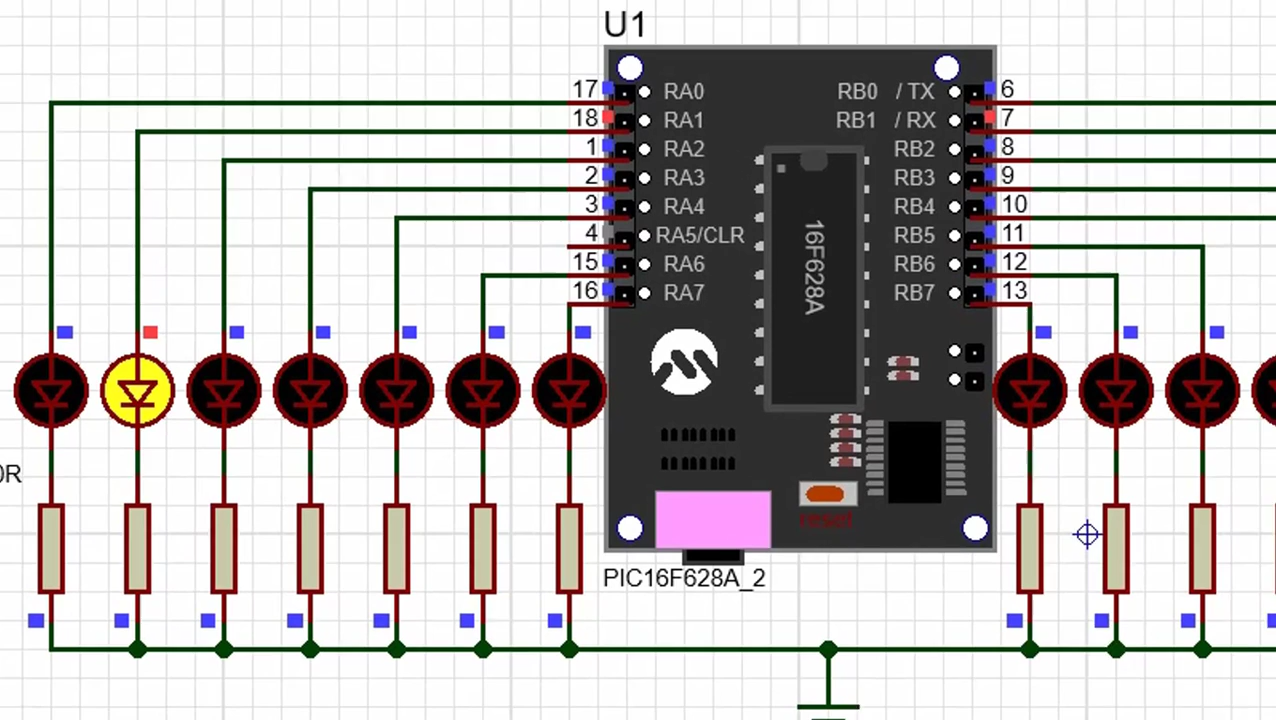 U1
17 RA0 RB0 / TX 6
18 RA1 RB1 / RX 7
1 RA2 RB2 8
2 RA3 RB3 9
3 RA4 RB4 10
4 RA5/CLR RB5 11
15 RA6 RB6 12
16 RA7 RB7 13
16F628A
0R
reset
PIC16F628A_2